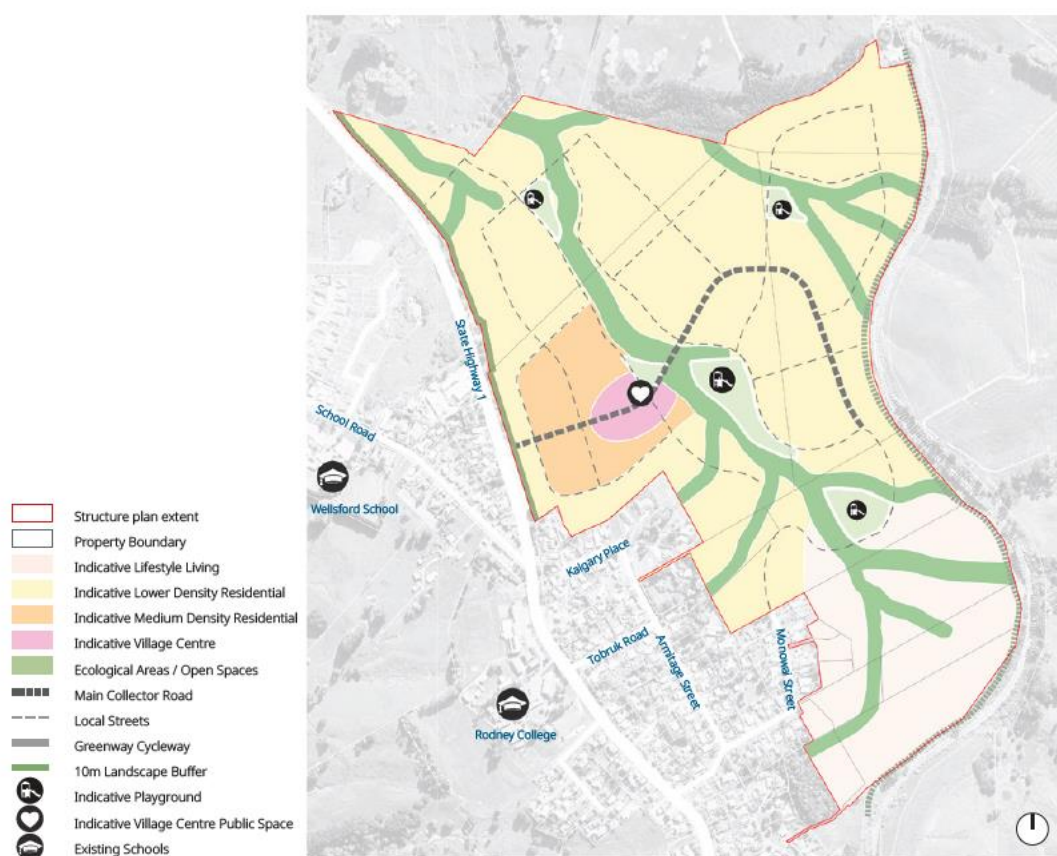 State Highway 1
School Road
Wellsford School
Kalgary Place
Tobruk Road
Armitage Street
Monowai Street
Rodney College
Structure plan extent
Property Boundary
Indicative Lifestyle Living
Indicative Lower Density Residential
Indicative Medium Density Residential
Indicative Village Centre
Ecological Areas / Open Spaces
Main Collector Road
Local Streets
Greenway Cycleway
10m Landscape Buffer
Indicative Playground
Indicative Village Centre Public Space
Existing Schools